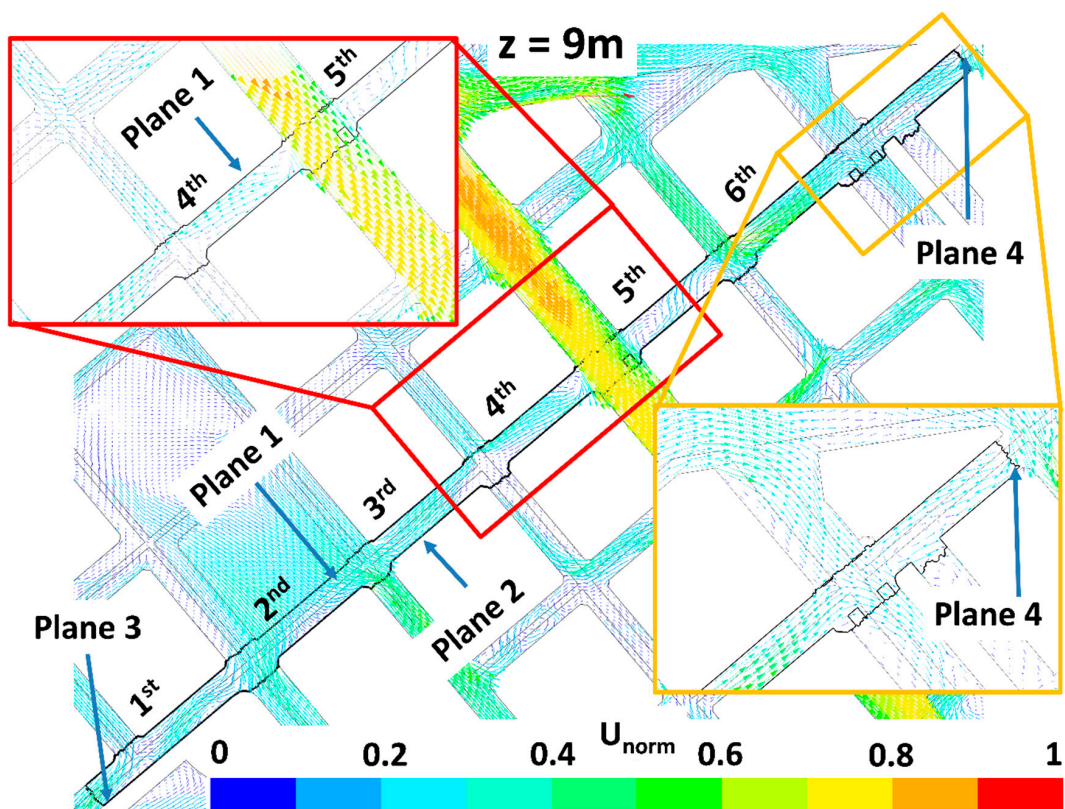 z = 9m
5th
Plane 1
4th
6th
Plane 4
5th
4th
Plane 1
3rd
2nd
Plane 2
Plane 3
1st
Plane 4
Unorm
0 0.2 0.4 0.6 0.8 1